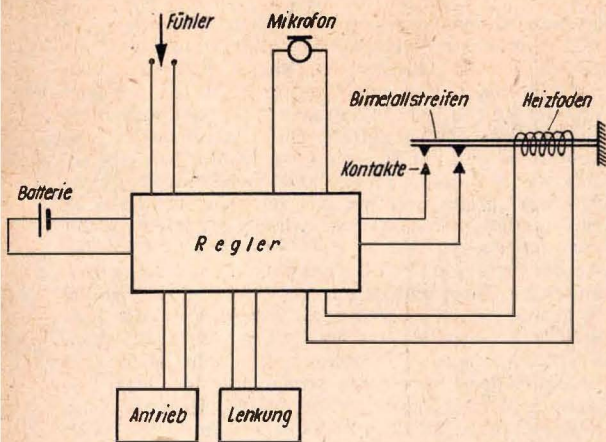 Fühler
Mikrofon
Bimetallstreifen
Heizfaden
Kontakte
Batterie
Regler
Antrieb
Lenkung